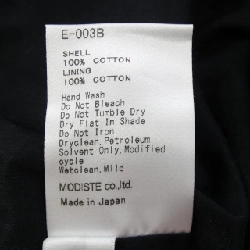 E-003B
SHELL
100% COTTON
LINING
100% COTTON
Hand Wash
Do Not Bleach
Do Not Tumble Dry
Dry Flat In Shade
Do Not Iron
Dryclean,Petroleum
Solvent Only,Modified
cycle
Wetclean,Mild
MODISTE co.,ltd.
Made in Japan